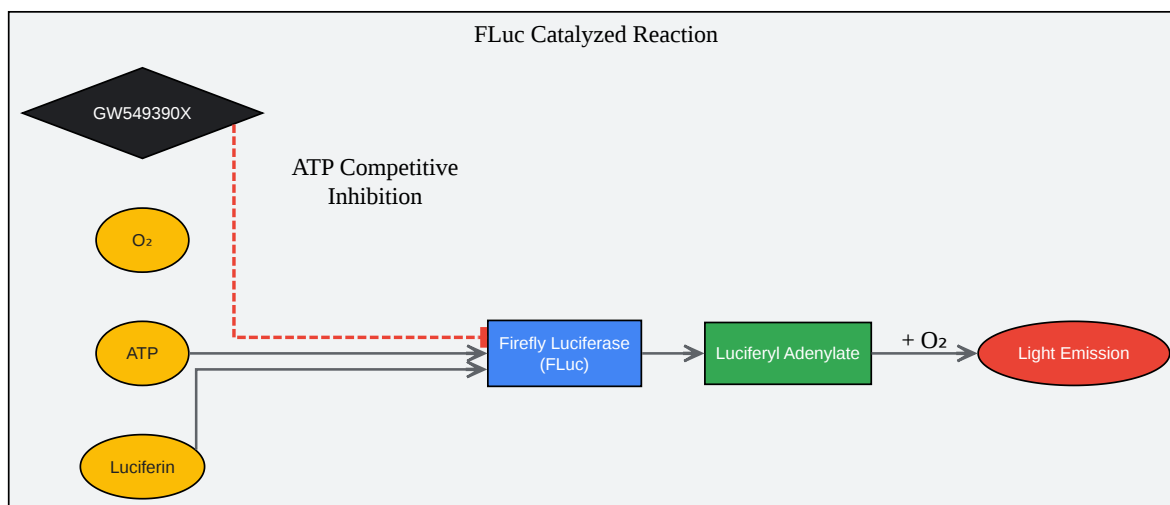 FLuc Catalyzed Reaction
GW549390X
ATP Competitive
Inhibition
O₂
ATP
Firefly Luciferase
(FLuc)
Luciferyl Adenylate
+ O₂
Light Emission
Luciferin